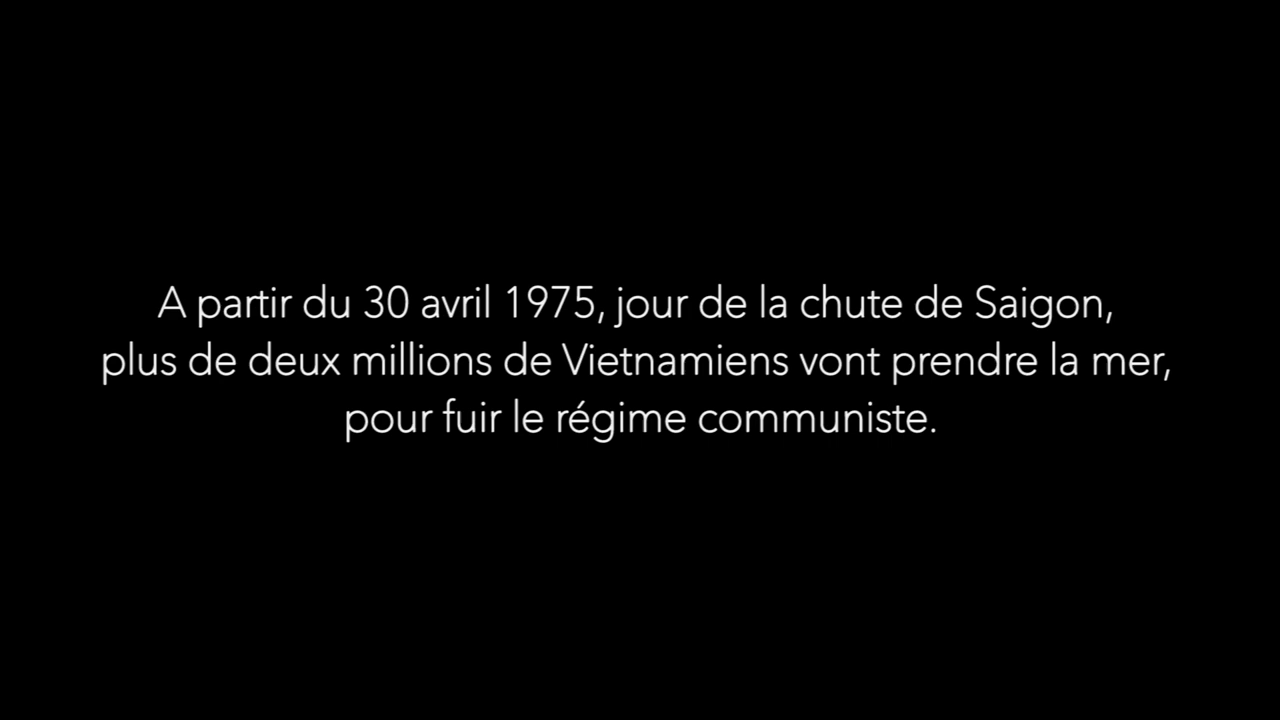 A partir du 30 avril 1975, jour de la chute de Saigon,
plus de deux millions de Vietnamiens vont prendre la mer,
pour fuir le régime communiste.